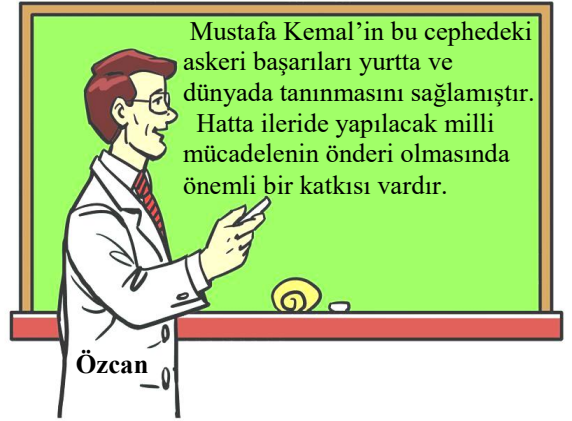 Mustafa Kemal’in bu cephedeki
askeri başarıları yurtta ve
dünyada tanınmasını sağlamıştır.
Hatta ileride yapılacak milli
mücadelenin önderi olmasında
önemli bir katkısı vardır.
Özcan